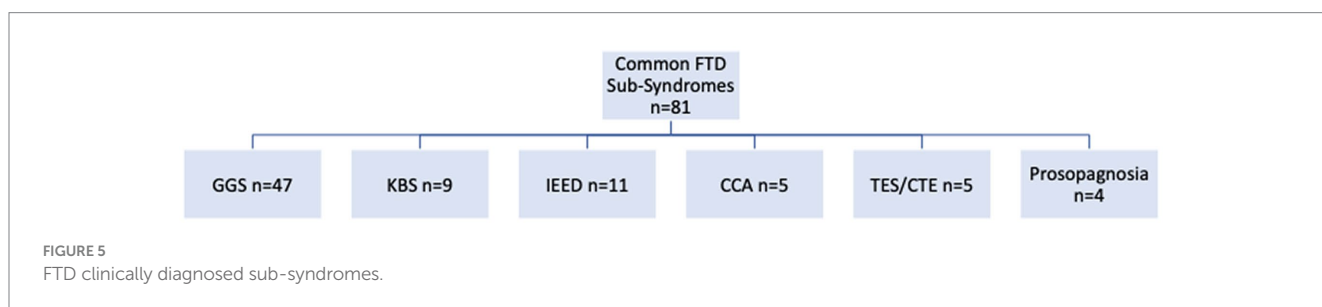 Common FTD
Sub-Syndromes
n=81
GGS n=47
KBS n=9
IEED n=11
CCA n=5
TES/CTE n=5
Prosopagnosia
n=4
FIGURE 5
FTD clinically diagnosed sub-syndromes.